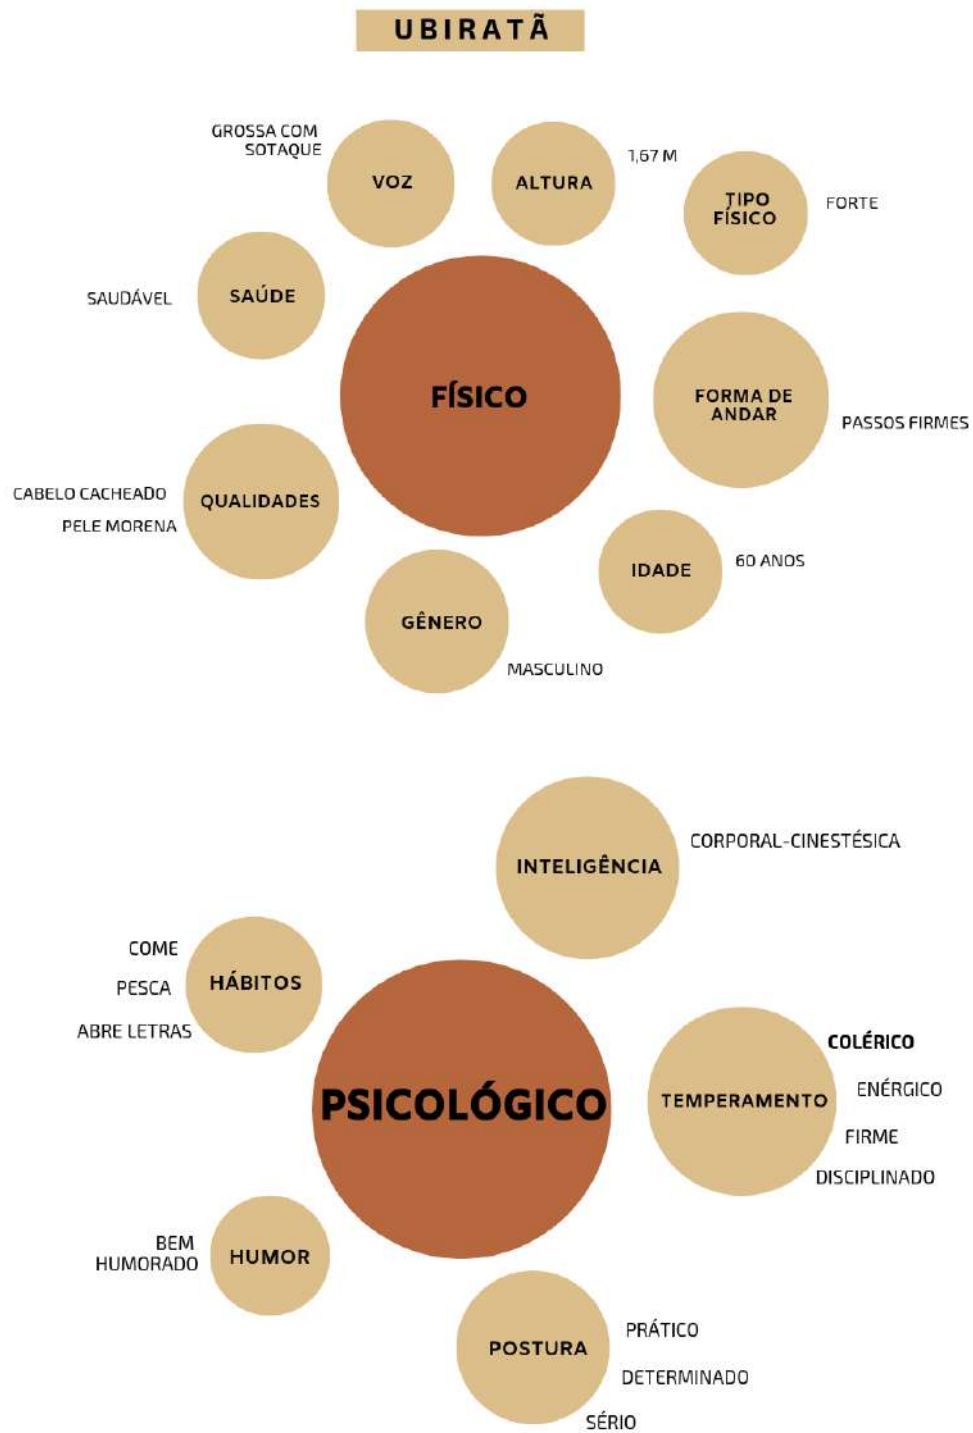 UBIRATÃ
GROSSA COM
SOTAQUE
VOZ
ALTURA
1,67 M
TIPO
FÍSICO
FORTE
SAUDÁVEL
SAÚDE
FÍSICO
FORMA DE
ANDAR
PASSOS FIRMES
CABELO CACHEADO
PELE MORENA
QUALIDADES
IDADE
60 ANOS
GÊNERO
MASCULINO
INTELIGÊNCIA
CORPORAL-CINESTÉSICA
COME
PESCA
ABRE LETRAS
HÁBITOS
PSICOLÓGICO
TEMPERAMENTO
COLÉRICO
ENÉRGICO
FIRME
DISCIPLINADO
BEM
HUMORADO
HUMOR
POSTURA
PRÁTICO
DETERMINADO
SÉRIO